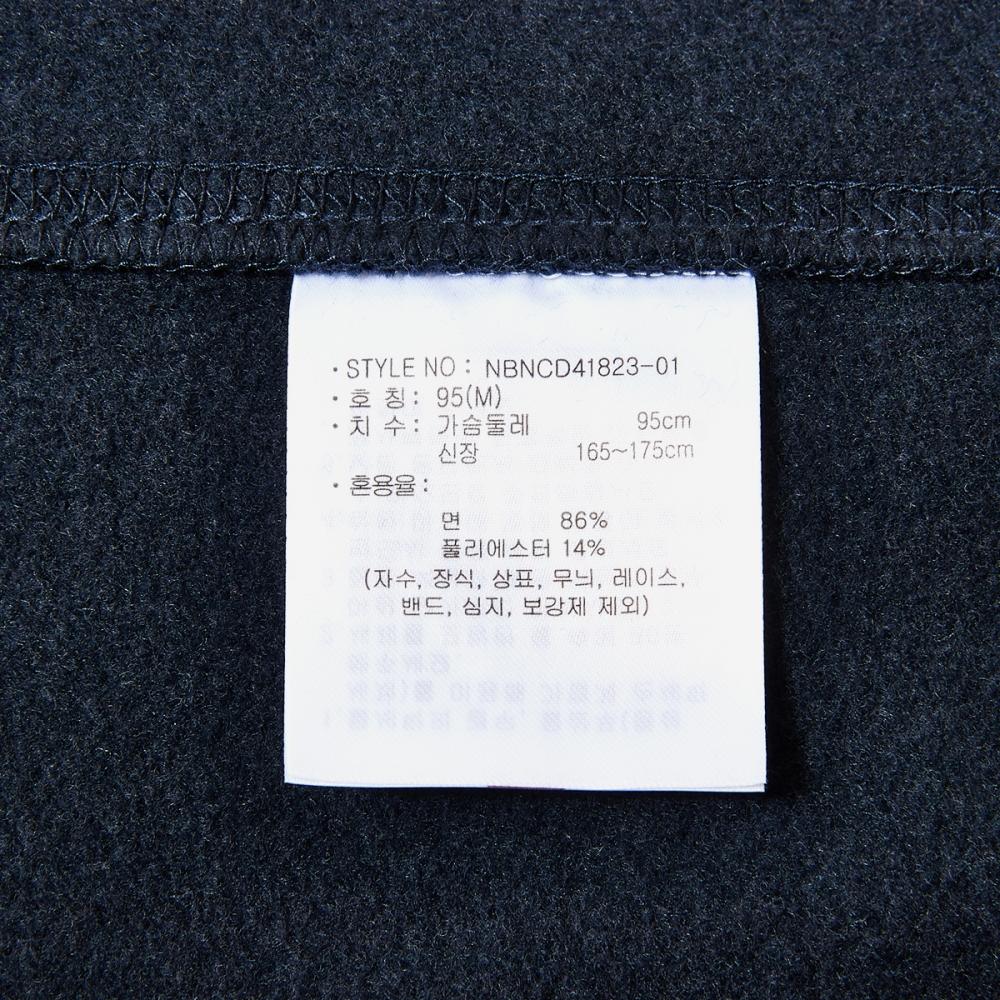 · STYLE NO : NBNCD41823-01
· 호 칭 : 95(M)
· 치 수 : 가슴둘레 95cm
신장 165~175cm
· 혼용율 :
면 86%
폴리에스터 14%
(자수, 장식, 상표, 무늬, 레이스,
밴드, 심지, 보강제 제외)